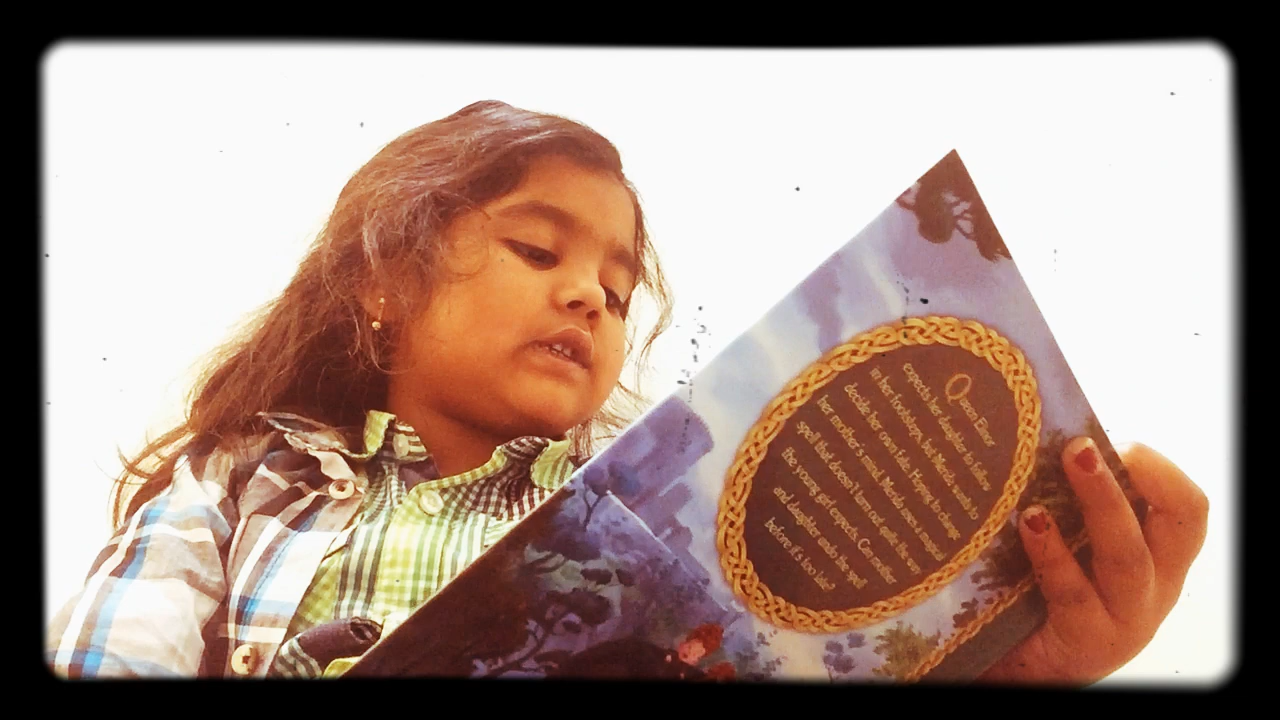 Queen Elinor
expects her daughter to follow
in her footsteps, but Merida wants to
decide her own fate. Hoping to change
her mother's mind, Merida uses a magical
spell that doesn't turn out quite the way
the young girl expects. Can mother
and daughter undo the spell
before it's too late?